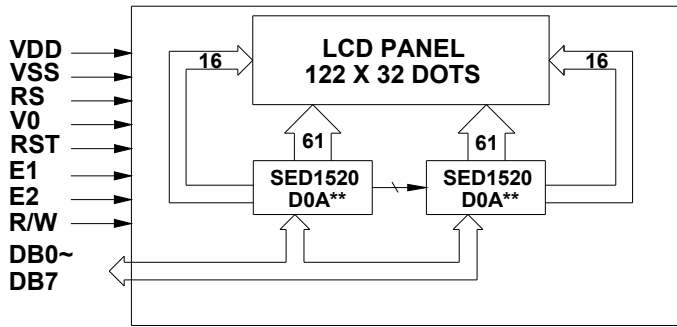 VDD
VSS
RS
V0
RST
E1
E2
R/W
DB0~
DB7
16
LCD PANEL
122 X 32 DOTS
16
61
61
SED1520
D0A**
SED1520
D0A**